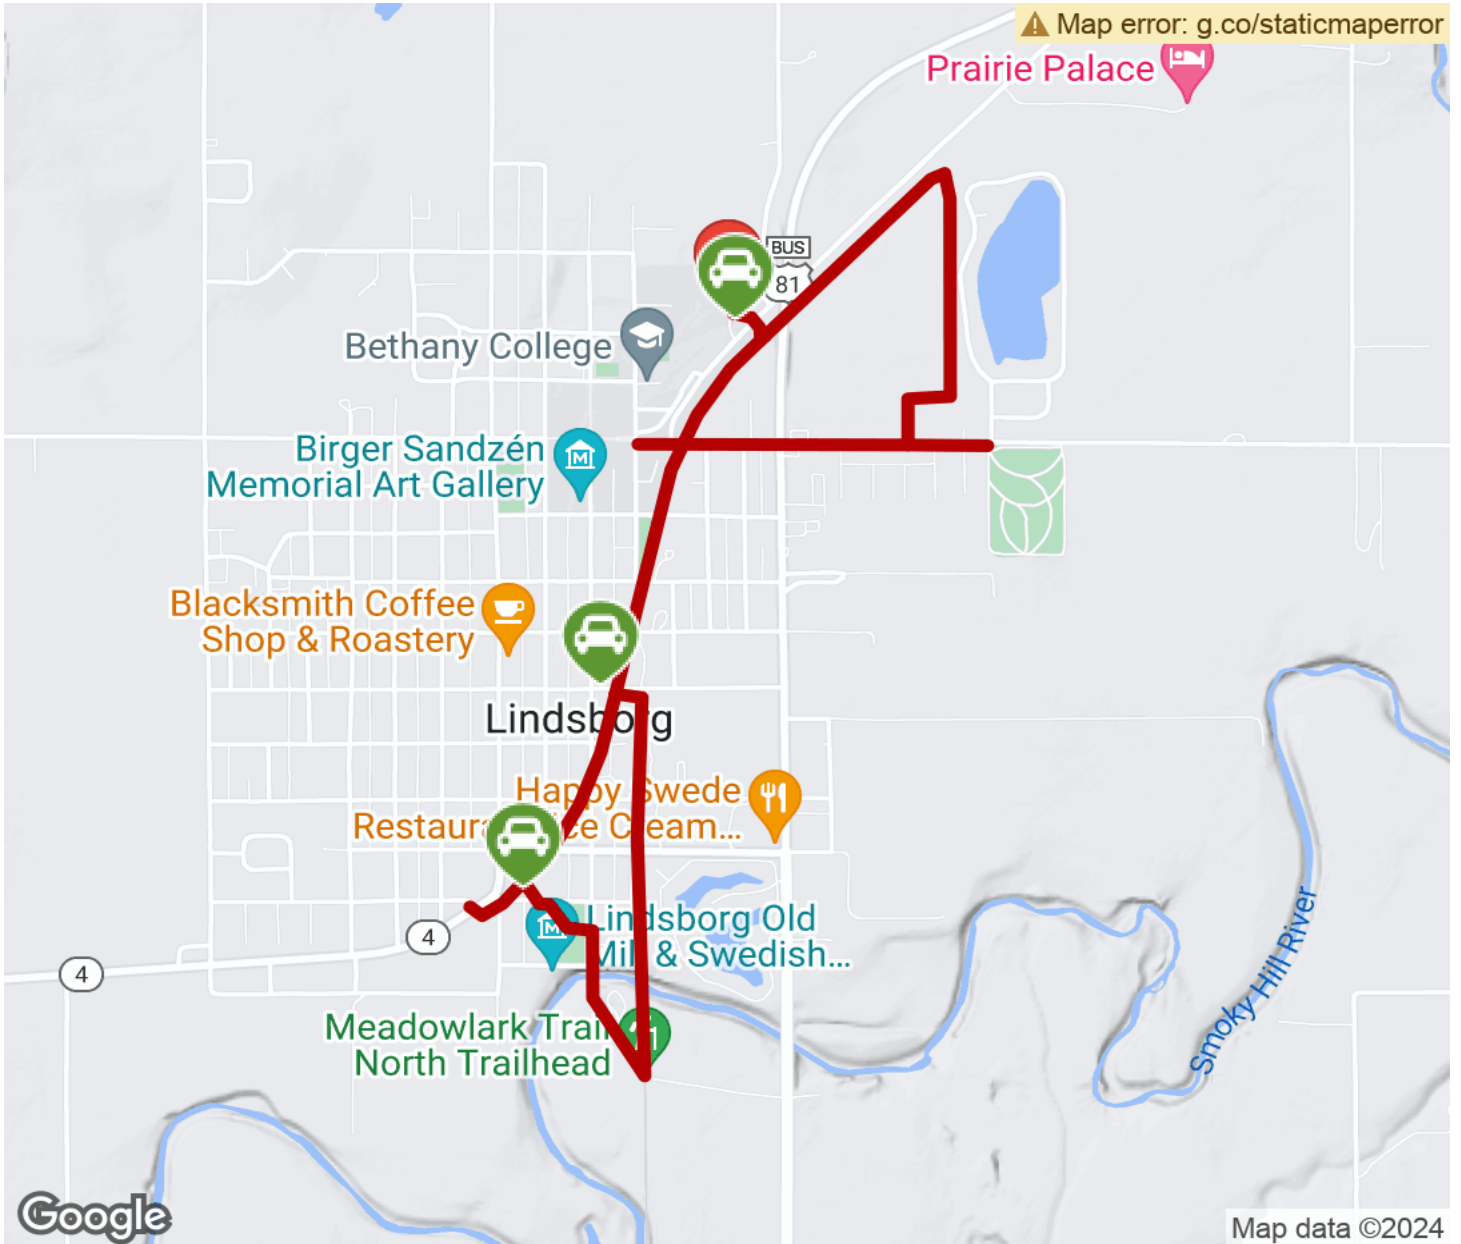 Map error: g.co/staticmaperror
Prairie Palace
BUS
81
Bethany College
Birger Sandzén
Memorial Art Gallery
Blacksmith Coffee
Shop & Roastery
Lindsborg
Happy Swede
Restaurant
Ice Cream...
Lindsborg Old
Mill & Swedish...
4
4
Meadowlark Trail
North Trailhead
Smoky Hill River
Google
Map data ©2024